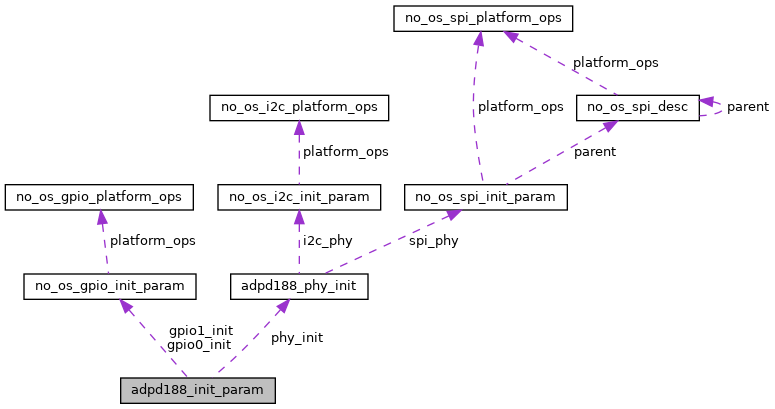 no_os_spi_platform_ops
platform_ops
no_os_i2c_platform_ops
platform_ops
no_os_spi_desc
parent
platform_ops
parent
no_os_gpio_platform_ops
no_os_i2c_init_param
no_os_spi_init_param
platform_ops
i2c_phy
spi_phy
no_os_gpio_init_param
adpd188_phy_init
gpio1_init
gpio0_init
phy_init
adpd188_init_param